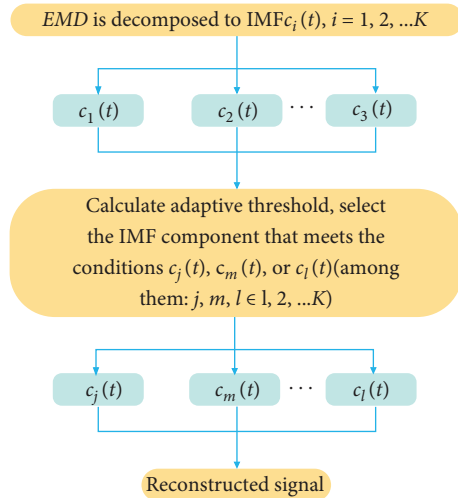 EMD is decomposed to IMFc_i(t), i = 1, 2, ...K
c_1(t) c_2(t) ... c_3(t)
Calculate adaptive threshold, select
the IMF component that meets the
conditions c_j(t), c_m(t), or c_l(t)(among
them: j, m, l ∈ l, 2, ...K)
c_j(t) c_m(t) ... c_l(t)
Reconstructed signal